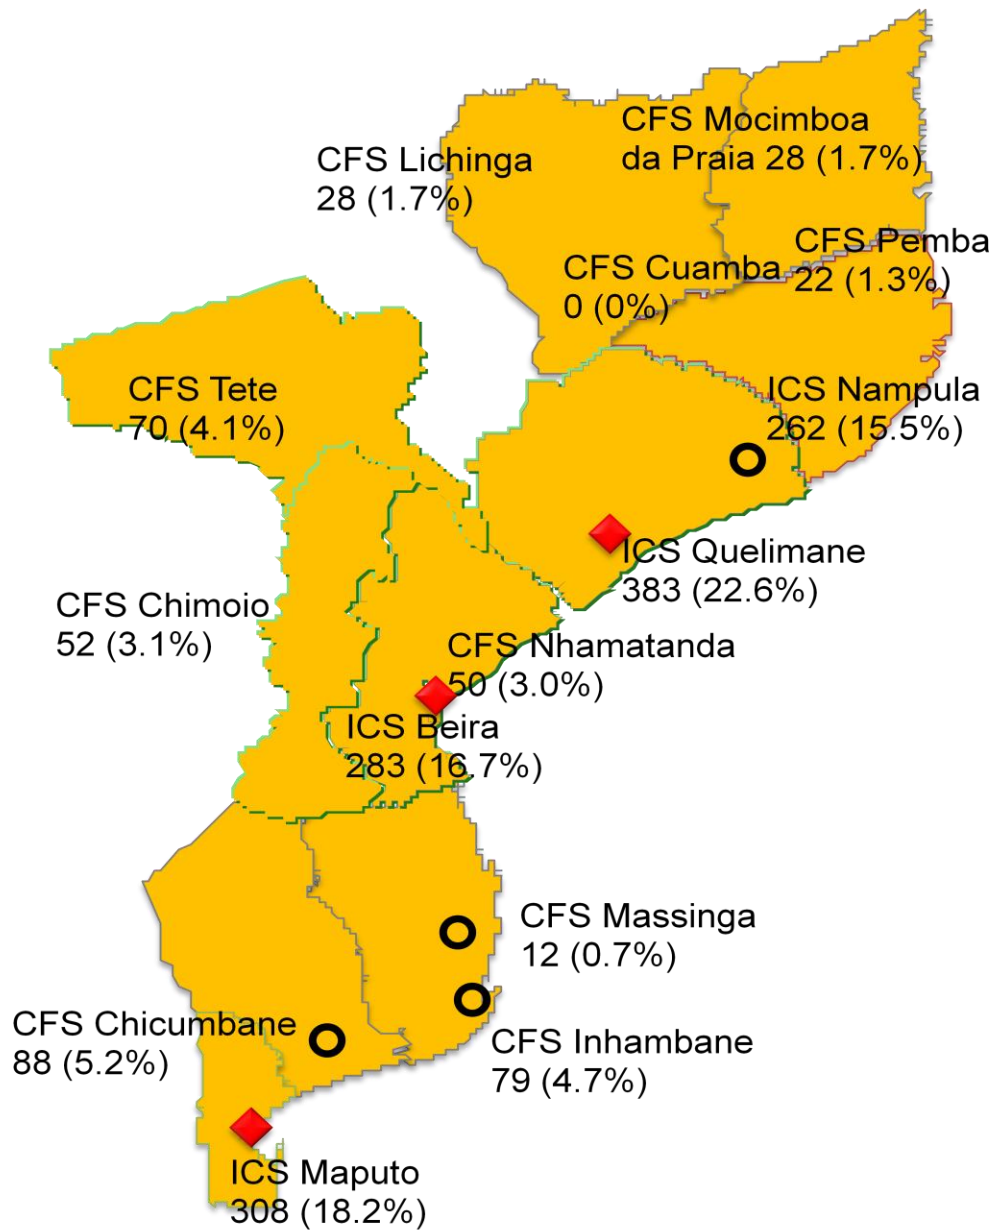 CFS Mocimboa
da Praia 28 (1.7%)
CFS Lichinga
28 (1.7%)
CFS Pemba
22 (1.3%)
CFS Cuamba
0 (0%)
CFS Tete
70 (4.1%)
ICS Nampula
262 (15.5%)
ICS Quelimane
383 (22.6%)
CFS Chimoio
52 (3.1%)
CFS Nhamatanda
50 (3.0%)
ICS Beira
283 (16.7%)
CFS Massinga
12 (0.7%)
CFS Chicumbane
88 (5.2%)
CFS Inhambane
79 (4.7%)
ICS Maputo
308 (18.2%)